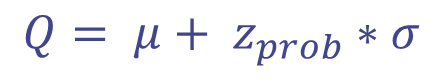 Q = μ + z_prob * σ